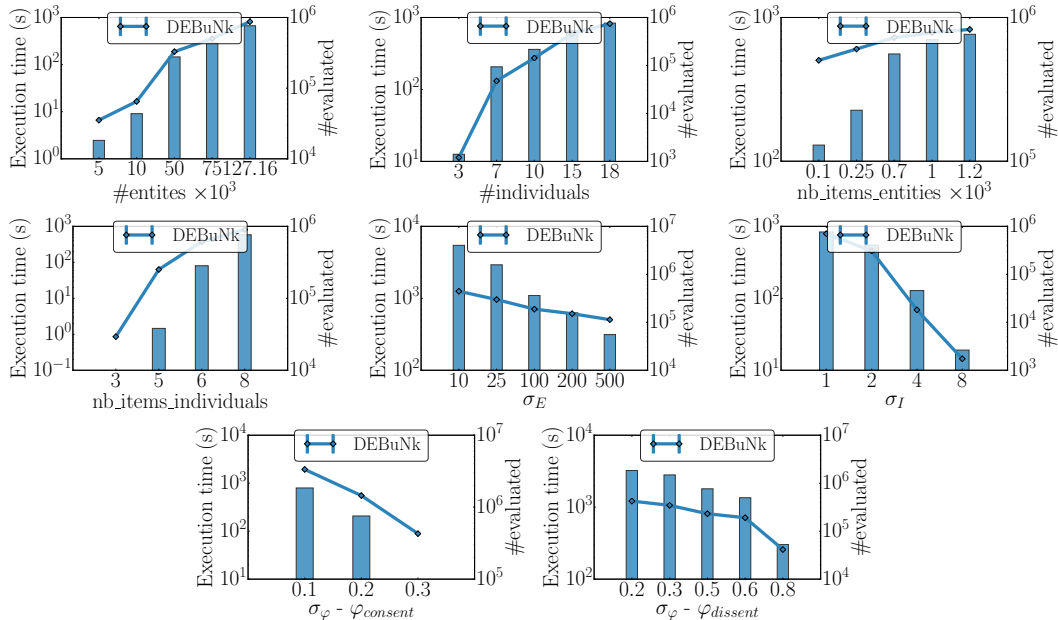 Execution time (s)
10^3
10^2
10^1
10^0
DEBuNk
10^6
10^5
10^4
#evaluated
5 10 50 75 127.16
#entites ×10^3
Execution time (s)
10^3
10^2
10^1
DEBuNk
10^6
10^5
10^4
10^3
#evaluated
3 7 10 15 18
#individuals
Execution time (s)
10^3
10^2
DEBuNk
10^6
10^5
#evaluated
0.1 0.25 0.7 1 1.2
nb_items_entities ×10^3
Execution time (s)
10^3
10^2
10^1
10^0
10^−1
DEBuNk
10^6
10^5
10^4
#evaluated
3 5 6 8
nb_items_individuals
Execution time (s)
10^4
10^3
10^2
DEBuNk
10^7
10^6
10^5
10^4
#evaluated
10 25 100 200 500
σ_E
Execution time (s)
10^3
10^2
10^1
DEBuNk
10^6
10^5
10^4
10^3
#evaluated
1 2 4 8
σ_I
Execution time (s)
10^4
10^3
10^2
10^1
DEBuNk
10^7
10^6
10^5
#evaluated
0.1 0.2 0.3
σ_φ - φ_consent
Execution time (s)
10^4
10^3
10^2
DEBuNk
10^7
10^6
10^5
10^4
#evaluated
0.2 0.3 0.5 0.6 0.8
σ_φ - φ_dissent